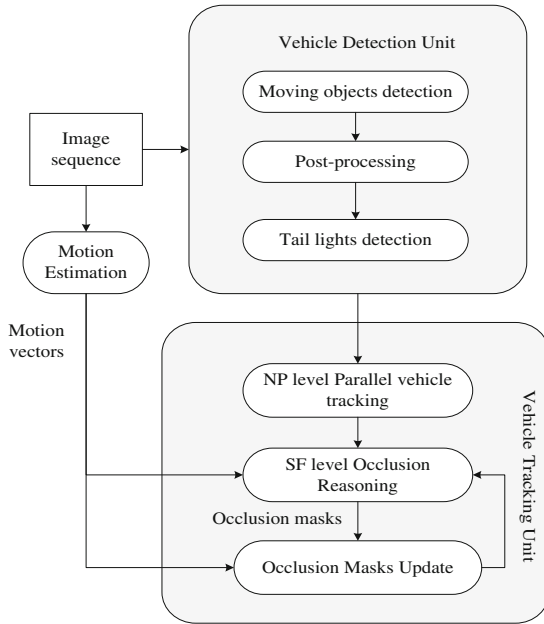 Vehicle Detection Unit
Moving objects detection
Image
sequence
Post-processing
Tail lights detection
Motion
Estimation
Motion
vectors
NP level Parallel vehicle
tracking
SF level Occlusion
Reasoning
Occlusion masks
Occlusion Masks Update
Vehicle Tracking Unit